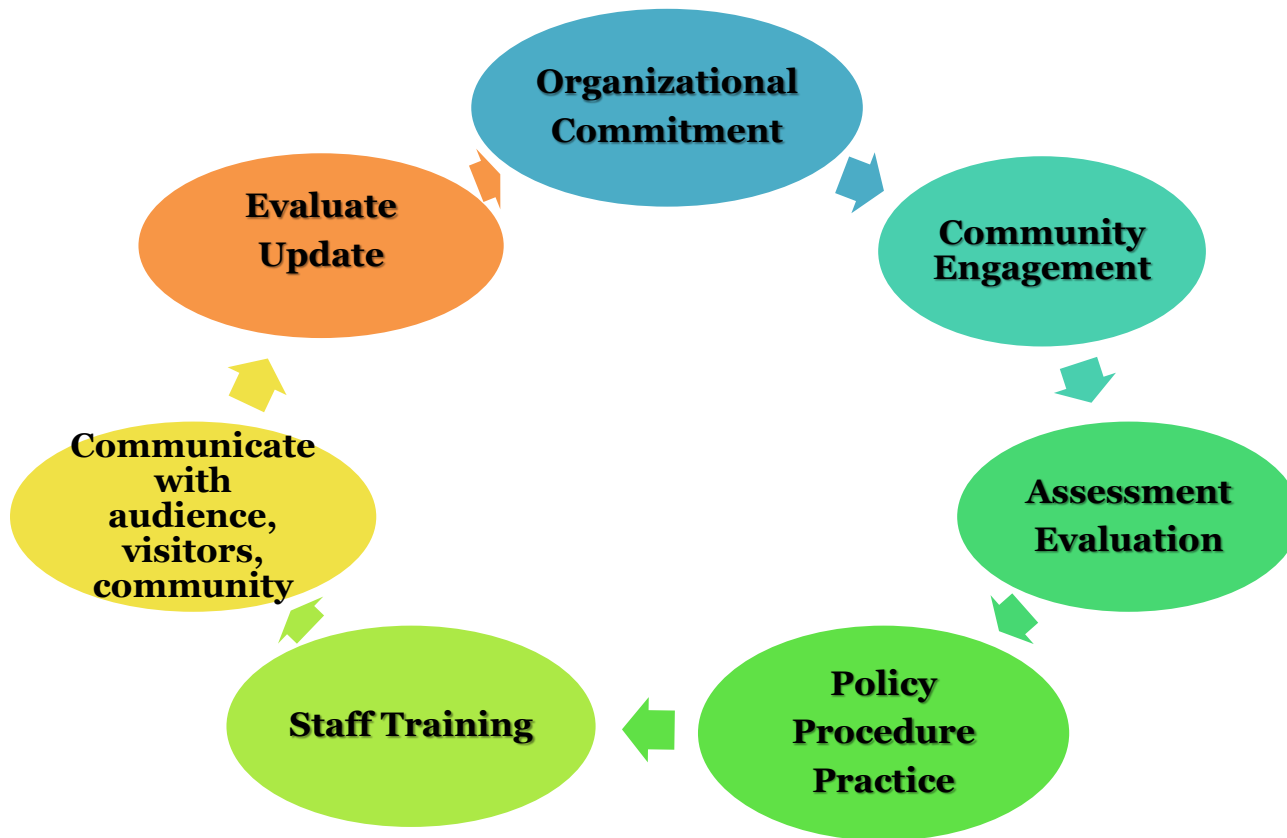 Organizational
Commitment
Community
Engagement
Assessment
Evaluation
Policy
Procedure
Practice
Staff Training
Communicate
with
audience,
visitors,
community
Evaluate
Update